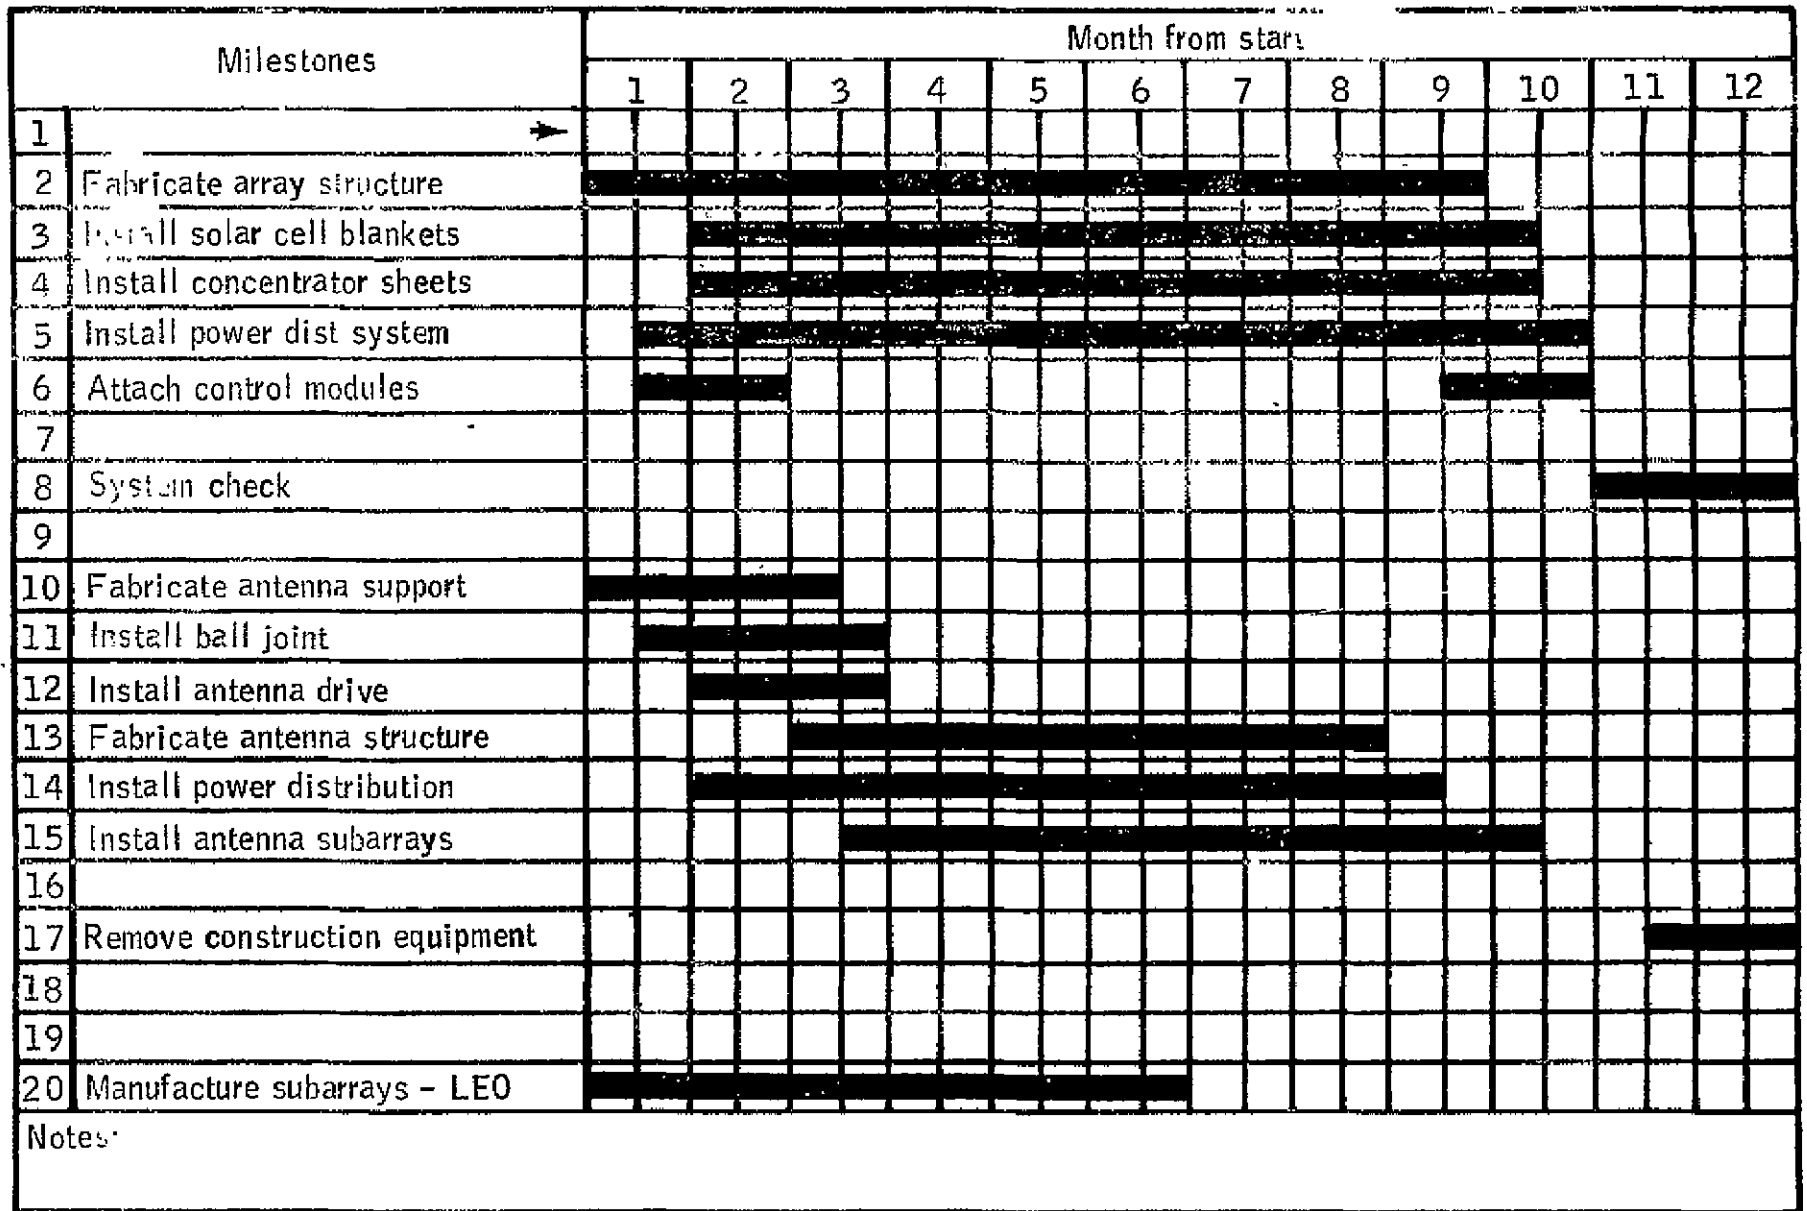 Milestones
Month from start
1 2 3 4 5 6 7 8 9 10 11 12
1
2 Fabricate array structure
3 Install solar cell blankets
4 Install concentrator sheets
5 Install power dist system
6 Attach control modules
7
8 System check
9
10 Fabricate antenna support
11 Install ball joint
12 Install antenna drive
13 Fabricate antenna structure
14 Install power distribution
15 Install antenna subarrays
16
17 Remove construction equipment
18
19
20 Manufacture subarrays - LEO
Notes: